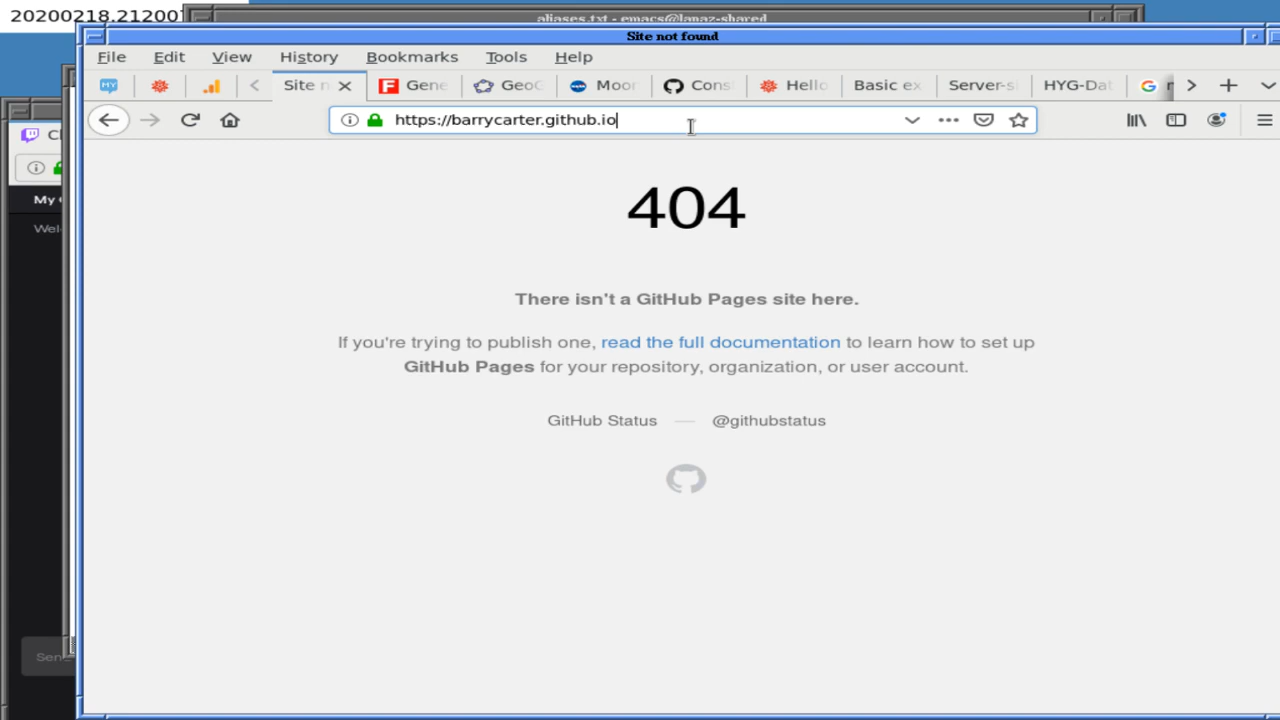 20200218.21200
aliases.txt - emacs@lanaz-shared
Site not found
File Edit View History Bookmarks Tools Help
Site n Gene GeoG Moor Cons Hello Basic ex Server-s HYG-Dat
https://barrycarter.github.io
My
Wel
404
There isn't a GitHub Pages site here.
If you're trying to publish one, read the full documentation to learn how to set up
GitHub Pages for your repository, organization, or user account.
GitHub Status — @githubstatus
Sen